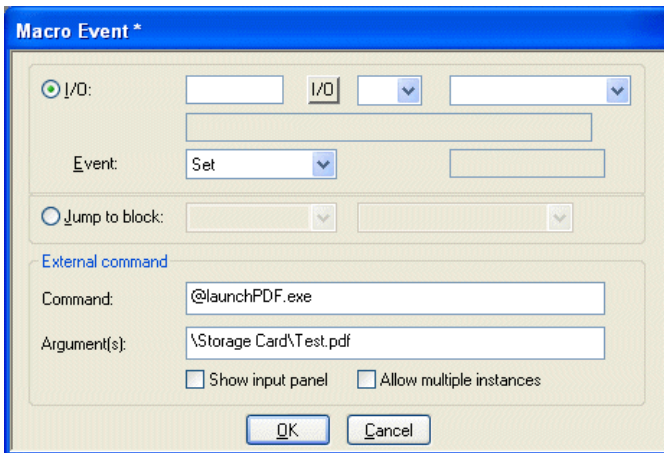 Macro Event *
I/O: I/O
Event: Set
Jump to block:
External command
Command: @launchPDF.exe
Argument(s): \Storage Card\Test.pdf
Show input panel Allow multiple instances
OK Cancel